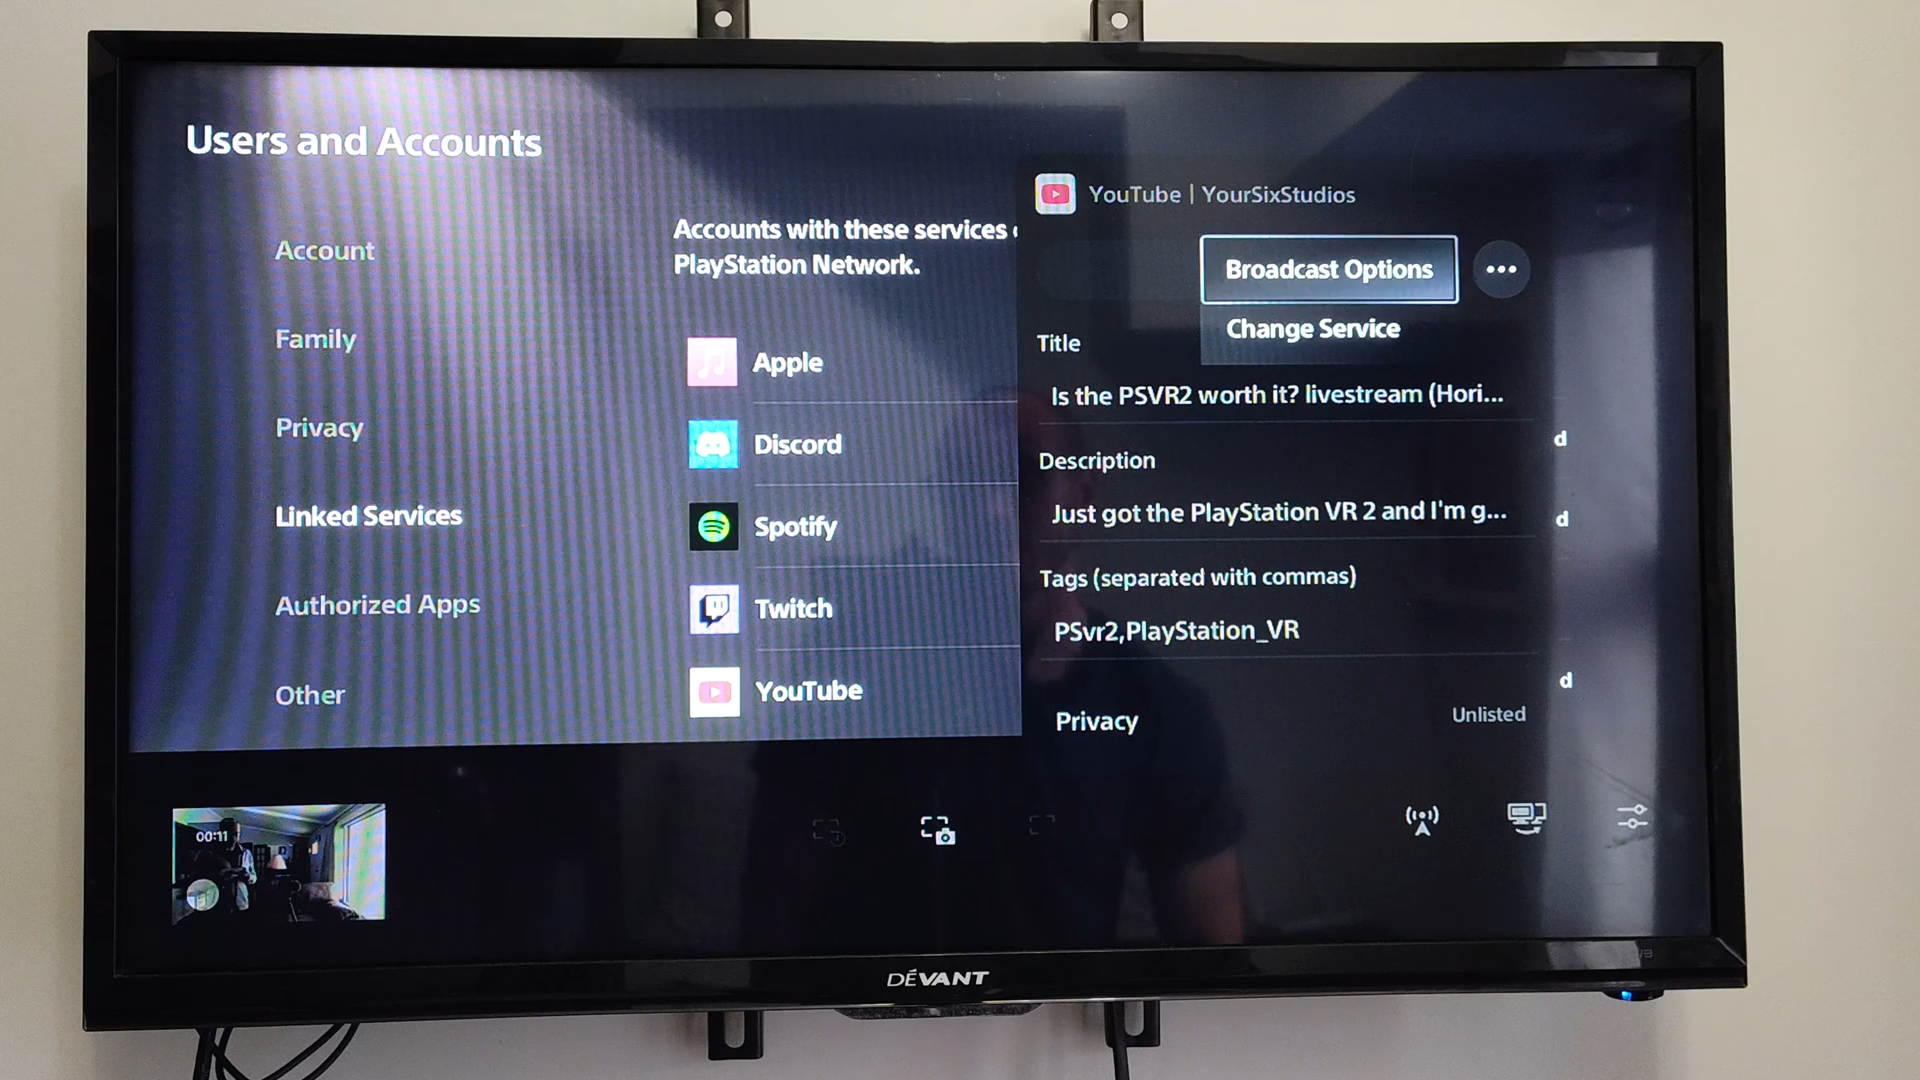 Users and Accounts
Account
Family
Privacy
Linked Services
Authorized Apps
Other
Accounts with these services
PlayStation Network.
Apple
Discord
Spotify
Twitch
YouTube
YouTube | YourSixStudios
Broadcast Options
•••
Change Service
Title
Is the PSVR2 worth it? livestream (Hori...
Description
Just got the PlayStation VR 2 and I'm g...
Tags (separated with commas)
PSvr2,PlayStation_VR
Privacy
Unlisted
d
d
d
00:11
DEVANT